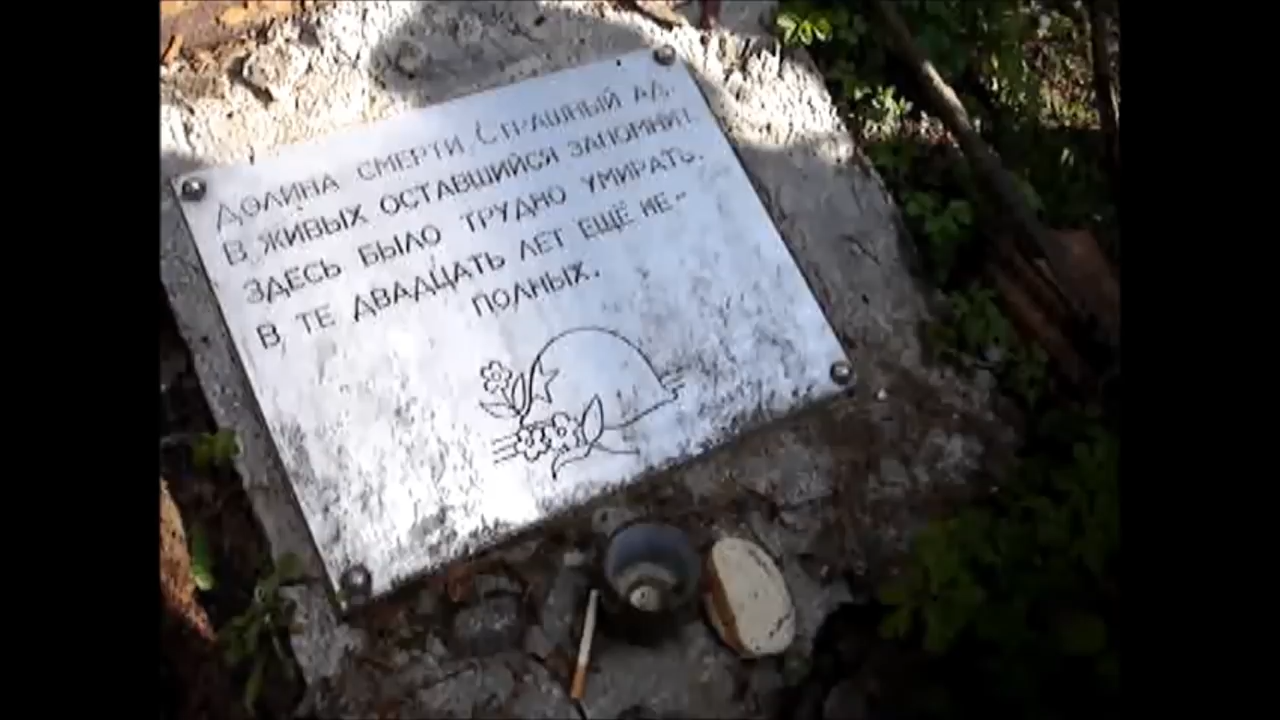 ДОЛИНА СМЕРТИ, СТРАШНЫЙ АД.
В ЖИВЫХ ОСТАВШИЙСЯ ЗАПОМНИТ.
ЗДЕСЬ БЫЛО ТРУДНО УМИРАТЬ.
В ТЕ ДВАДЦАТЬ ЛЕТ ЕЩЁ НЕ-
ПОЛНЫХ.